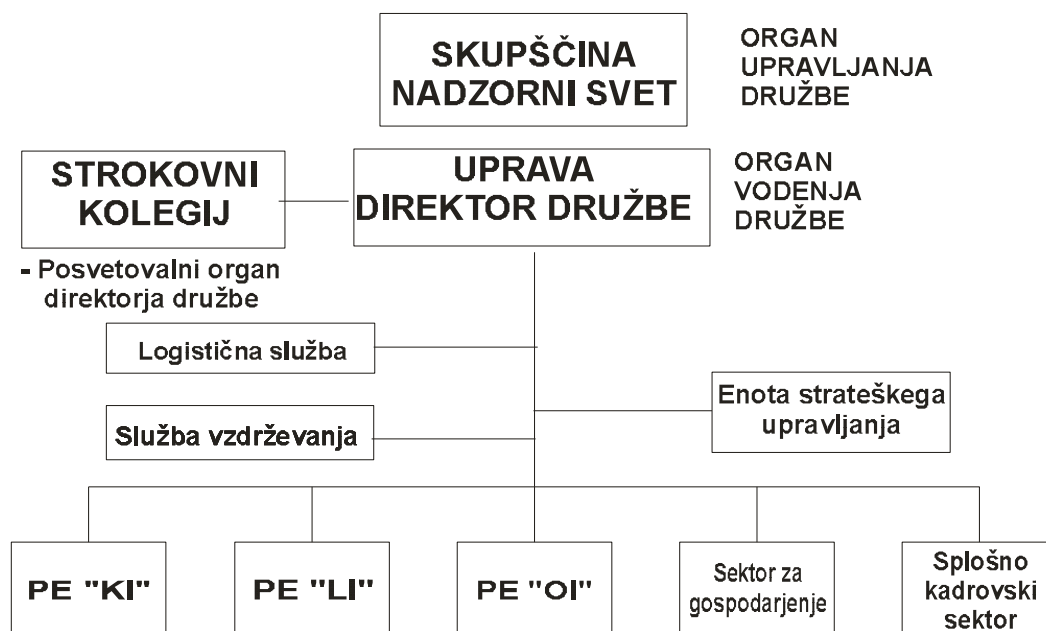 SKUPŠČINA
NADZORNI SVET
ORGAN
UPRAVLJANJA
DRUŽBE
STROKOVNI
KOLEGIJ
UPRAVA
DIREKTOR DRUŽBE
ORGAN
VODENJA
DRUŽBE
- Posvetovalni organ
direktorja družbe
Logistična služba
Enota strateškega
upravljanja
Služba vzdrževanja
PE "KI"
PE "LI"
PE "OI"
Sektor za
gospodarjenje
Splošno
kadrovski
sektor